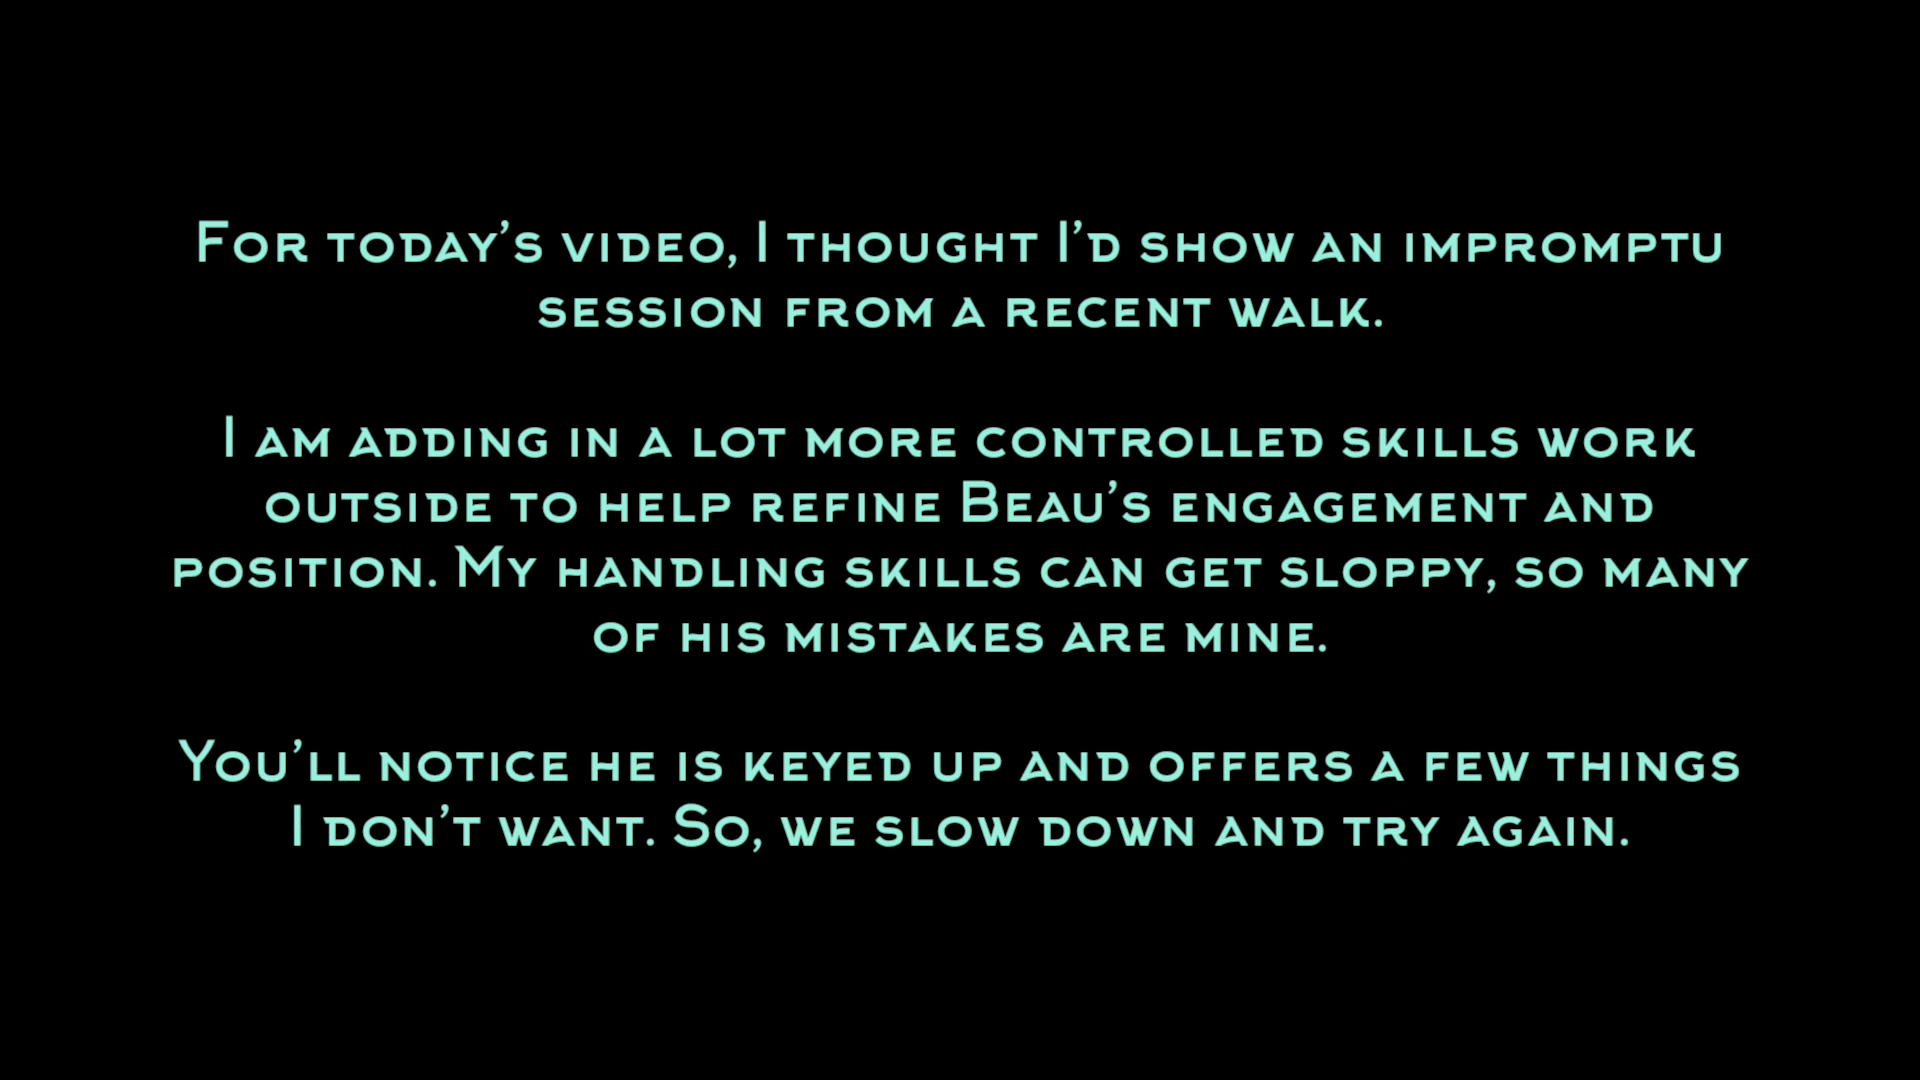 For today’s video, I thought I’d show an impromptu
session from a recent walk.
I am adding in a lot more controlled skills work
outside to help refine Beau’s engagement and
position. My handling skills can get sloppy, so many
of his mistakes are mine.
You’ll notice he is keyed up and offers a few things
I don’t want. So, we slow down and try again.